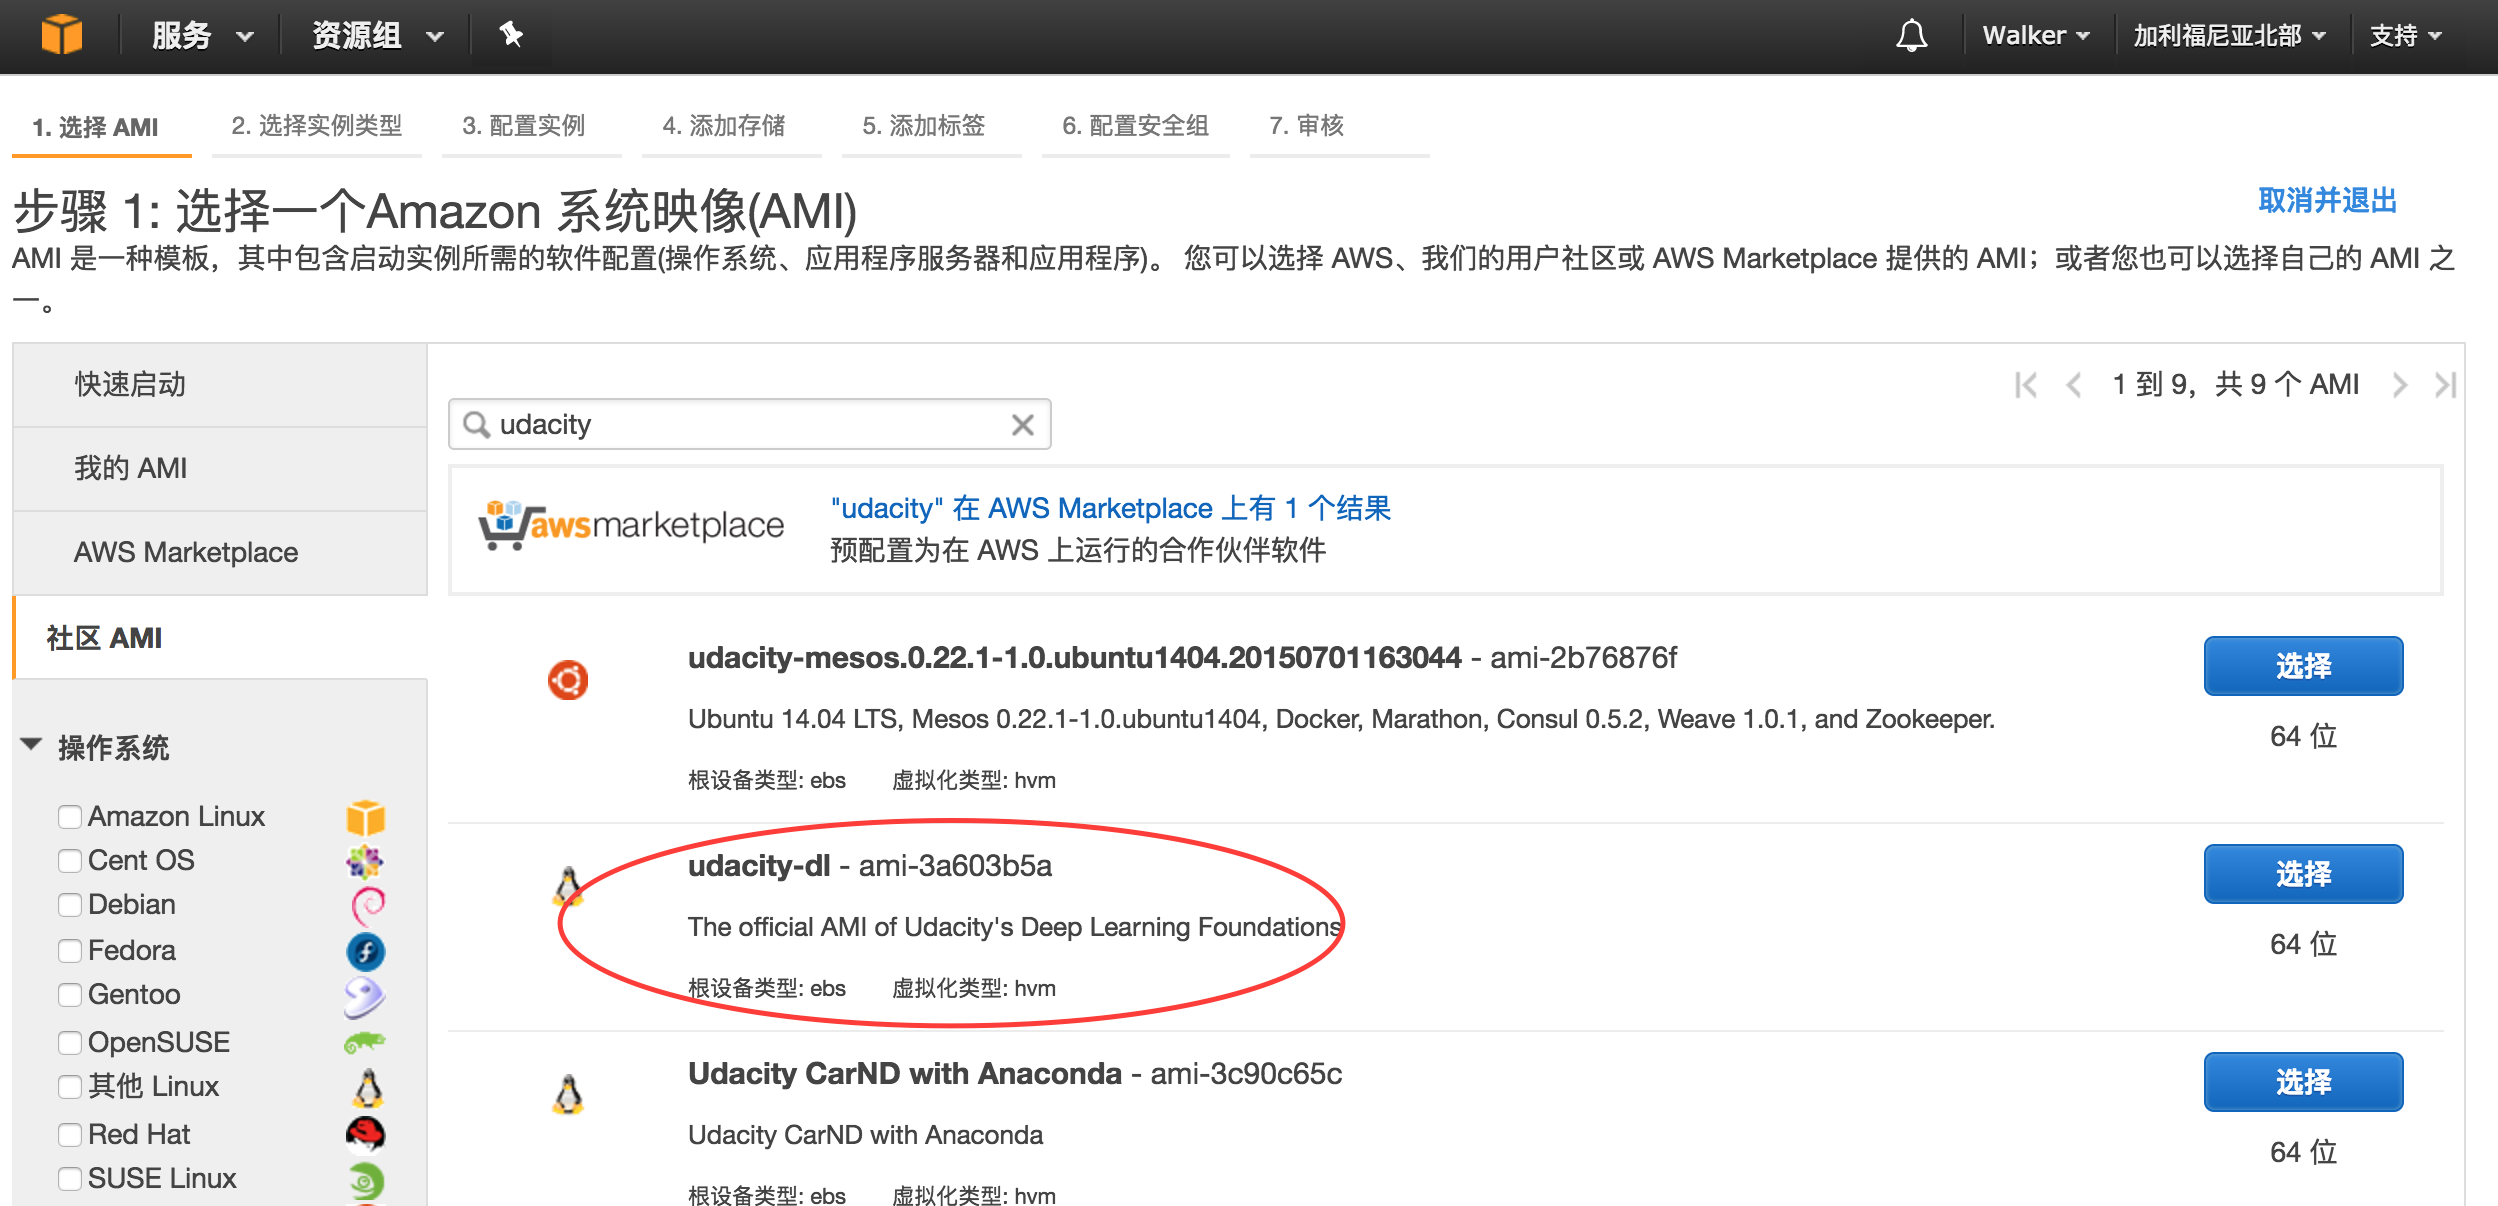 服务 资源组 Walker 加利福尼亚北部 支持
1. 选择 AMI 2. 选择实例类型 3. 配置实例 4. 添加存储 5. 添加标签 6. 配置安全组 7. 审核
步骤 1: 选择一个Amazon 系统映像(AMI)
取消并退出
AMI 是一种模板，其中包含启动实例所需的软件配置(操作系统、应用程序服务器和应用程序)。 您可以选择 AWS、我们的用户社区或 AWS Marketplace 提供的 AMI；或者您也可以选择自己的 AMI 之
一。
快速启动
我的 AMI
AWS Marketplace
社区 AMI
操作系统
Amazon Linux
Cent OS
Debian
Fedora
Gentoo
OpenSUSE
其他 Linux
Red Hat
SUSE Linux
1 到 9，共 9 个 AMI
udacity
awsmarketplace
"udacity" 在 AWS Marketplace 上有 1 个结果
预配置为在 AWS 上运行的合作伙伴软件
udacity-mesos.0.22.1-1.0.ubuntu1404.20150701163044 - ami-2b76876f
选择
Ubuntu 14.04 LTS, Mesos 0.22.1-1.0.ubuntu1404, Docker, Marathon, Consul 0.5.2, Weave 1.0.1, and Zookeeper.
64 位
根设备类型: ebs 虚拟化类型: hvm
udacity-dl - ami-3a603b5a
选择
The official AMI of Udacity's Deep Learning Foundations
64 位
根设备类型: ebs 虚拟化类型: hvm
Udacity CarND with Anaconda - ami-3c90c65c
选择
Udacity CarND with Anaconda
64 位
根设备类型: ebs 虚拟化类型: hvm